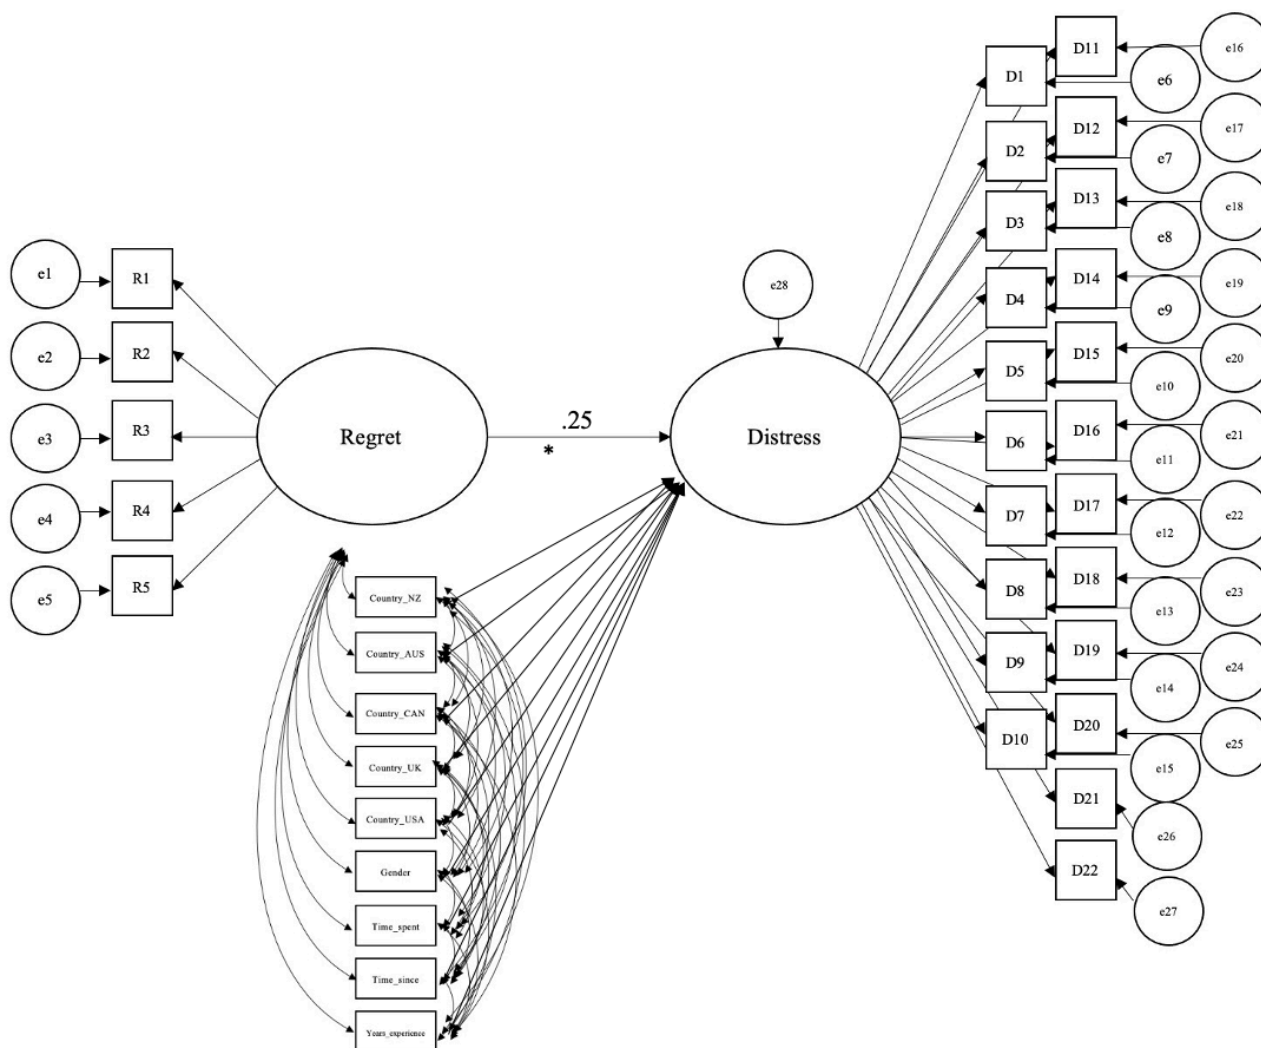 D11
e16
D1
e6
D12
e17
D2
e7
D13
e18
D3
e8
e1
R1
D14
e19
e28
D4
e9
e2
R2
D15
e20
D5
e10
.25
*
e3
R3
Regret
Distress
D16
e21
D6
e11
e4
R4
D17
e22
D7
e12
e5
R5
D18
e23
D8
e13
Country_NZ
D19
e24
D9
e14
Country_AUS
D20
e25
D10
e15
Country_CAN
Country_UK
D21
e26
Country_USA
D22
e27
Gender
Time_spent
Time_since
Years_experience